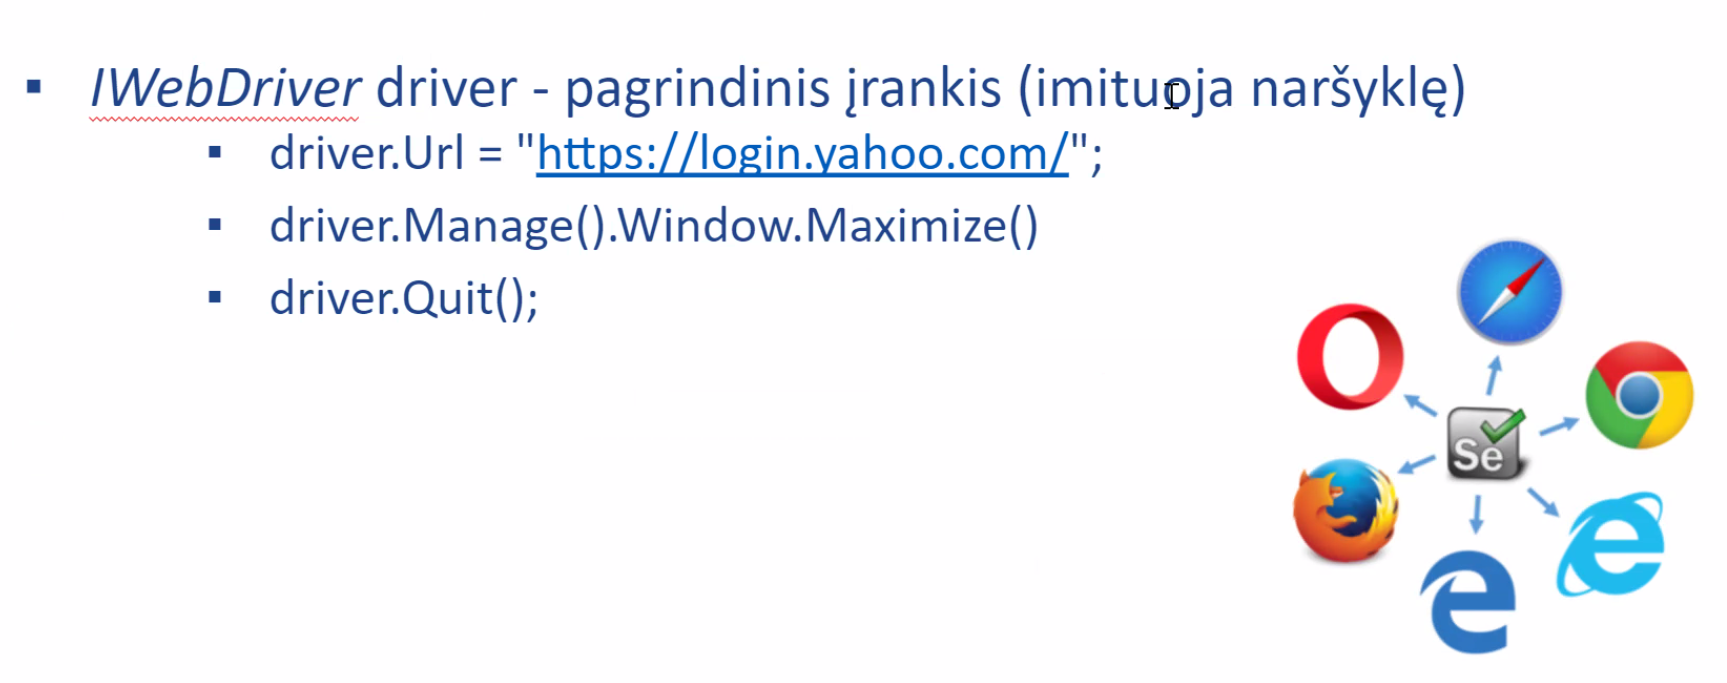 ▪ IWebDriver driver - pagrindinis įrankis (imituoja naršyklę)
▪ driver.Url = "https://login.yahoo.com/";
▪ driver.Manage().Window.Maximize()
▪ driver.Quit();
Se